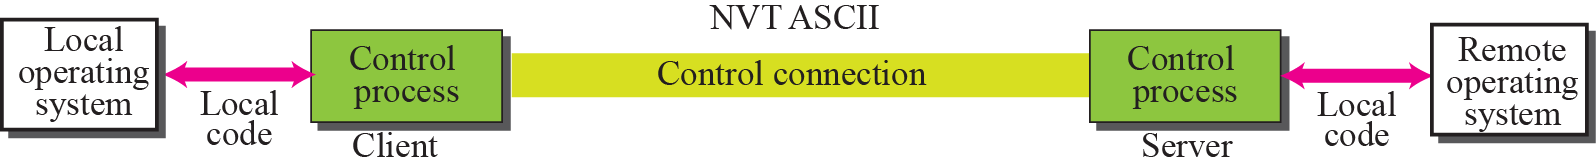 NVT ASCII
Local
operating
system
Local
code
Control
process
Client
Control connection
Control
process
Server
Local
code
Remote
operating
system